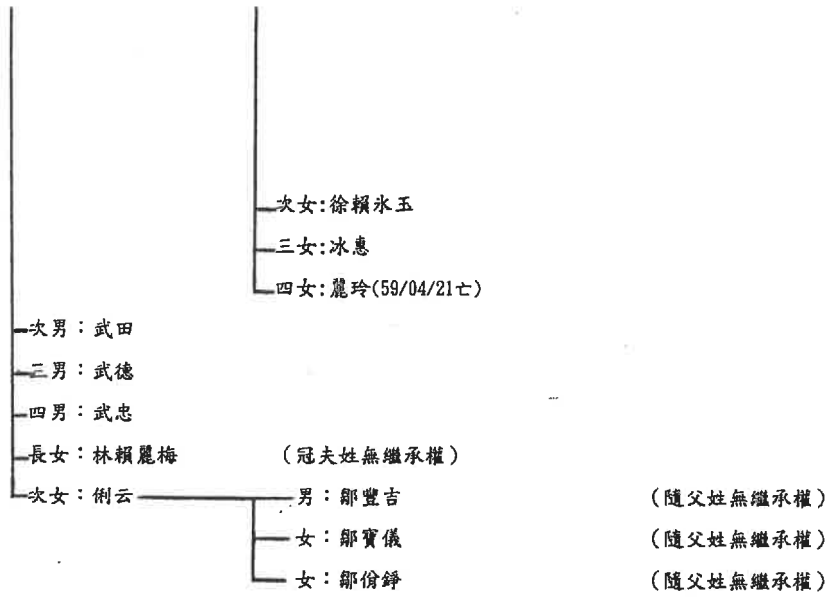 次女:徐賴氷玉
三女:冰惠
四女:麗玲(59/04/21亡)
次男：武田
三男：武德
四男：武忠
長女：林賴麗梅 (冠夫姓無繼承權)
次女：俐云 男：鄒豐吉 (隨父姓無繼承權)
女：鄒寶儀 (隨父姓無繼承權)
女：鄒佾錚 (隨父姓無繼承權)